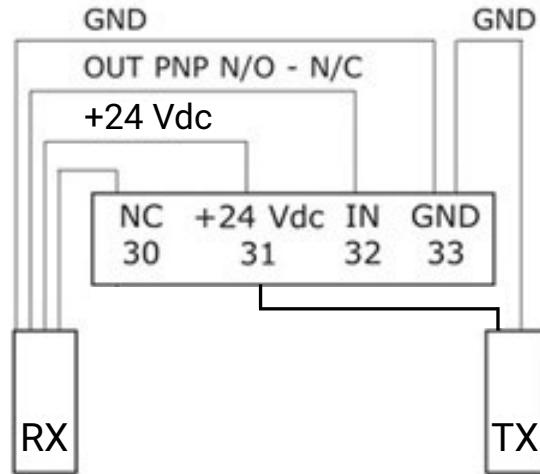 GND GND
OUT PNP N/O - N/C
+24 Vdc
NC +24 Vdc IN GND
30 31 32 33
RX TX